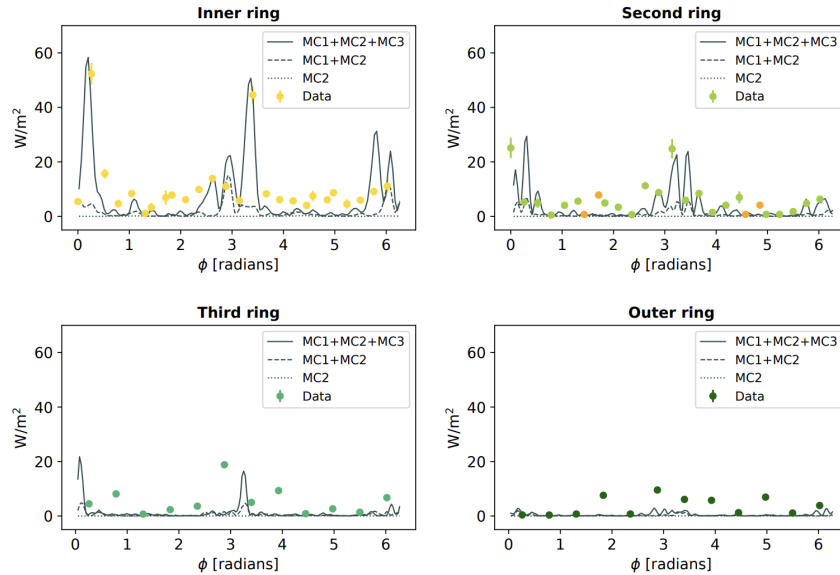 Inner ring
60
40
20
0
W/m²
0 1 2 3 4 5 6
ϕ [radians]
MC1+MC2+MC3
MC1+MC2
MC2
Data
Second ring
60
40
20
0
W/m²
0 1 2 3 4 5 6
ϕ [radians]
MC1+MC2+MC3
MC1+MC2
MC2
Data
Third ring
60
40
20
0
W/m²
0 1 2 3 4 5 6
ϕ [radians]
MC1+MC2+MC3
MC1+MC2
MC2
Data
Outer ring
60
40
20
0
W/m²
0 1 2 3 4 5 6
ϕ [radians]
MC1+MC2+MC3
MC1+MC2
MC2
Data